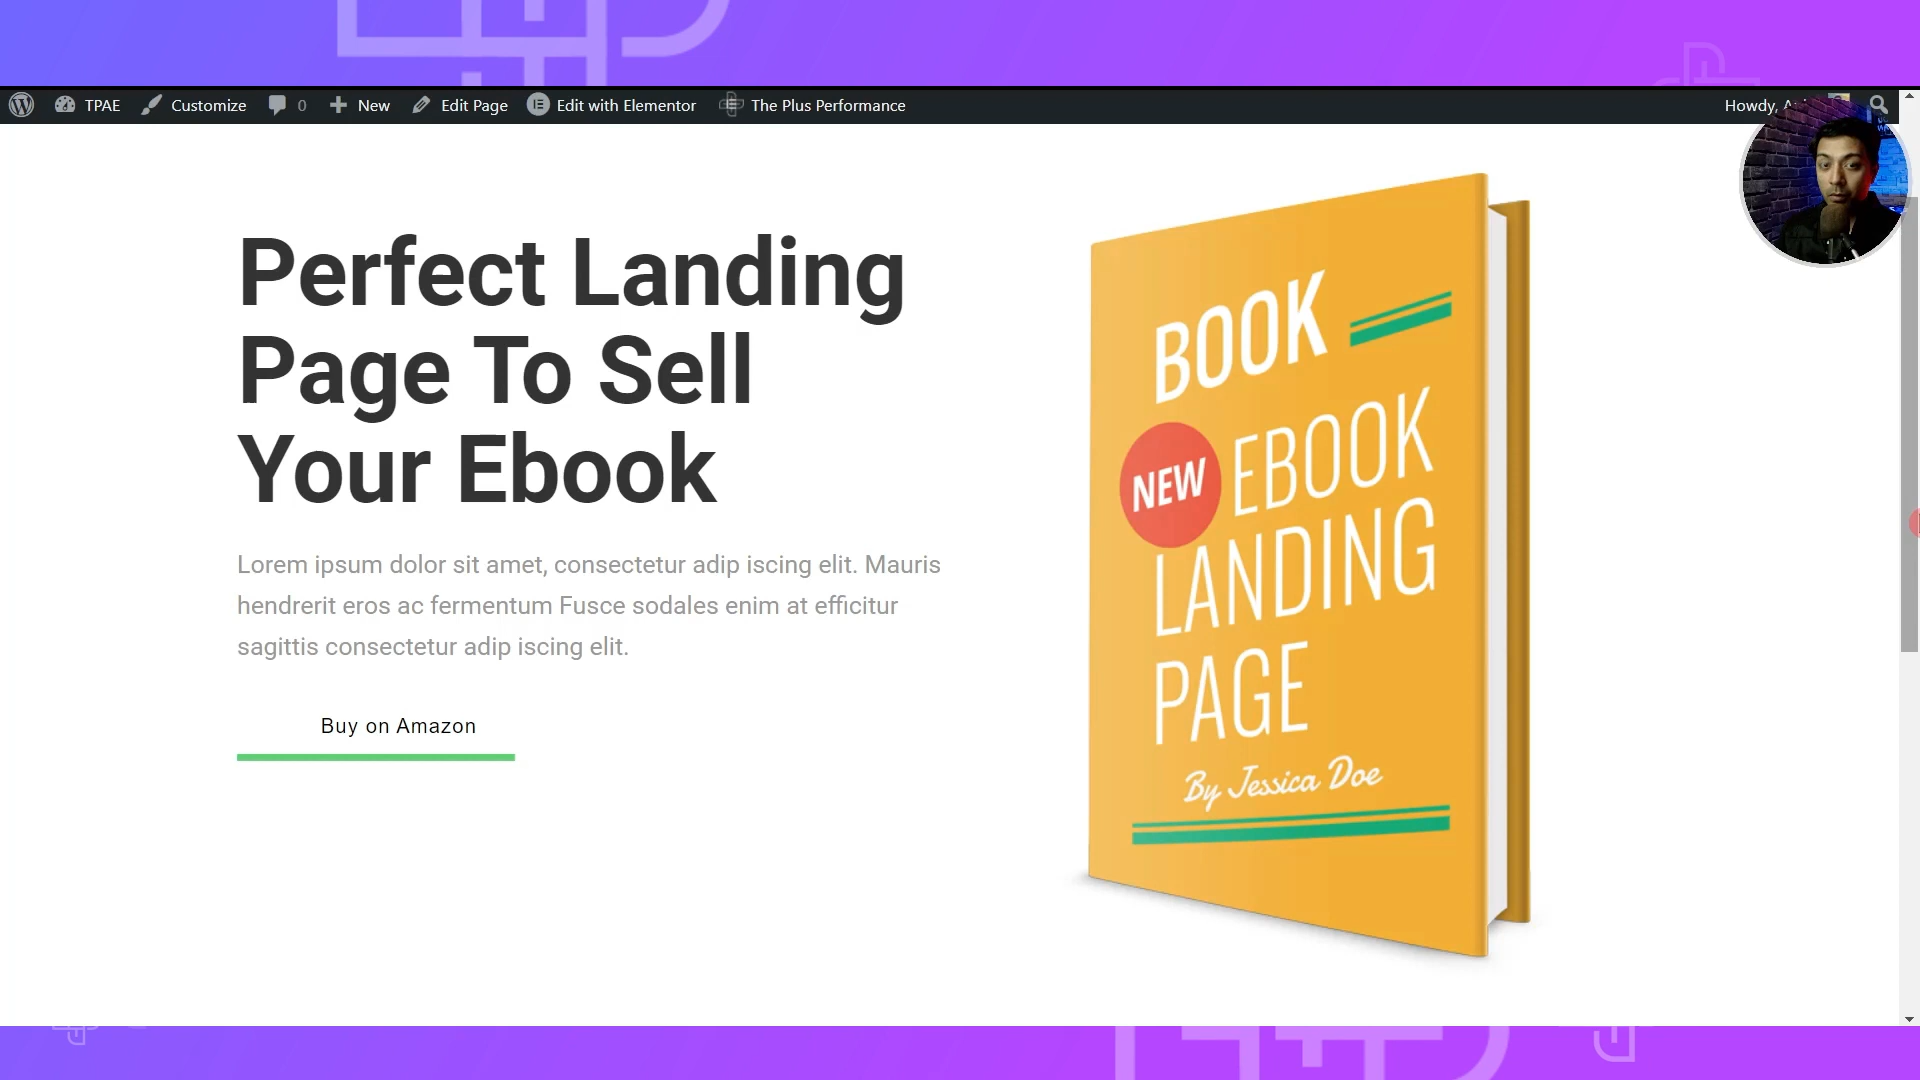 TPAE Customize 0 New Edit Page Edit with Elementor The Plus Performance Howdy,
Perfect Landing
Page To Sell
Your Ebook
Lorem ipsum dolor sit amet, consectetur adip iscing elit. Mauris
hendrerit eros ac fermentum Fusce sodales enim at efficitur
sagittis consectetur adip iscing elit.
Buy on Amazon
BOOK
NEW EBOOK
LANDING
PAGE
By Jessica Doe